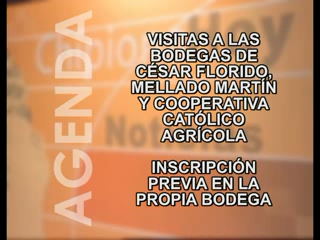 AGENDA
VISITAS A LAS
BODEGAS DE
CÉSAR FLORIDO,
MELLADO MARTÍN
Y COOPERATIVA
CATÓLICO
AGRÍCOLA
INSCRIPCIÓN
PREVIA EN LA
PROPIA BODEGA